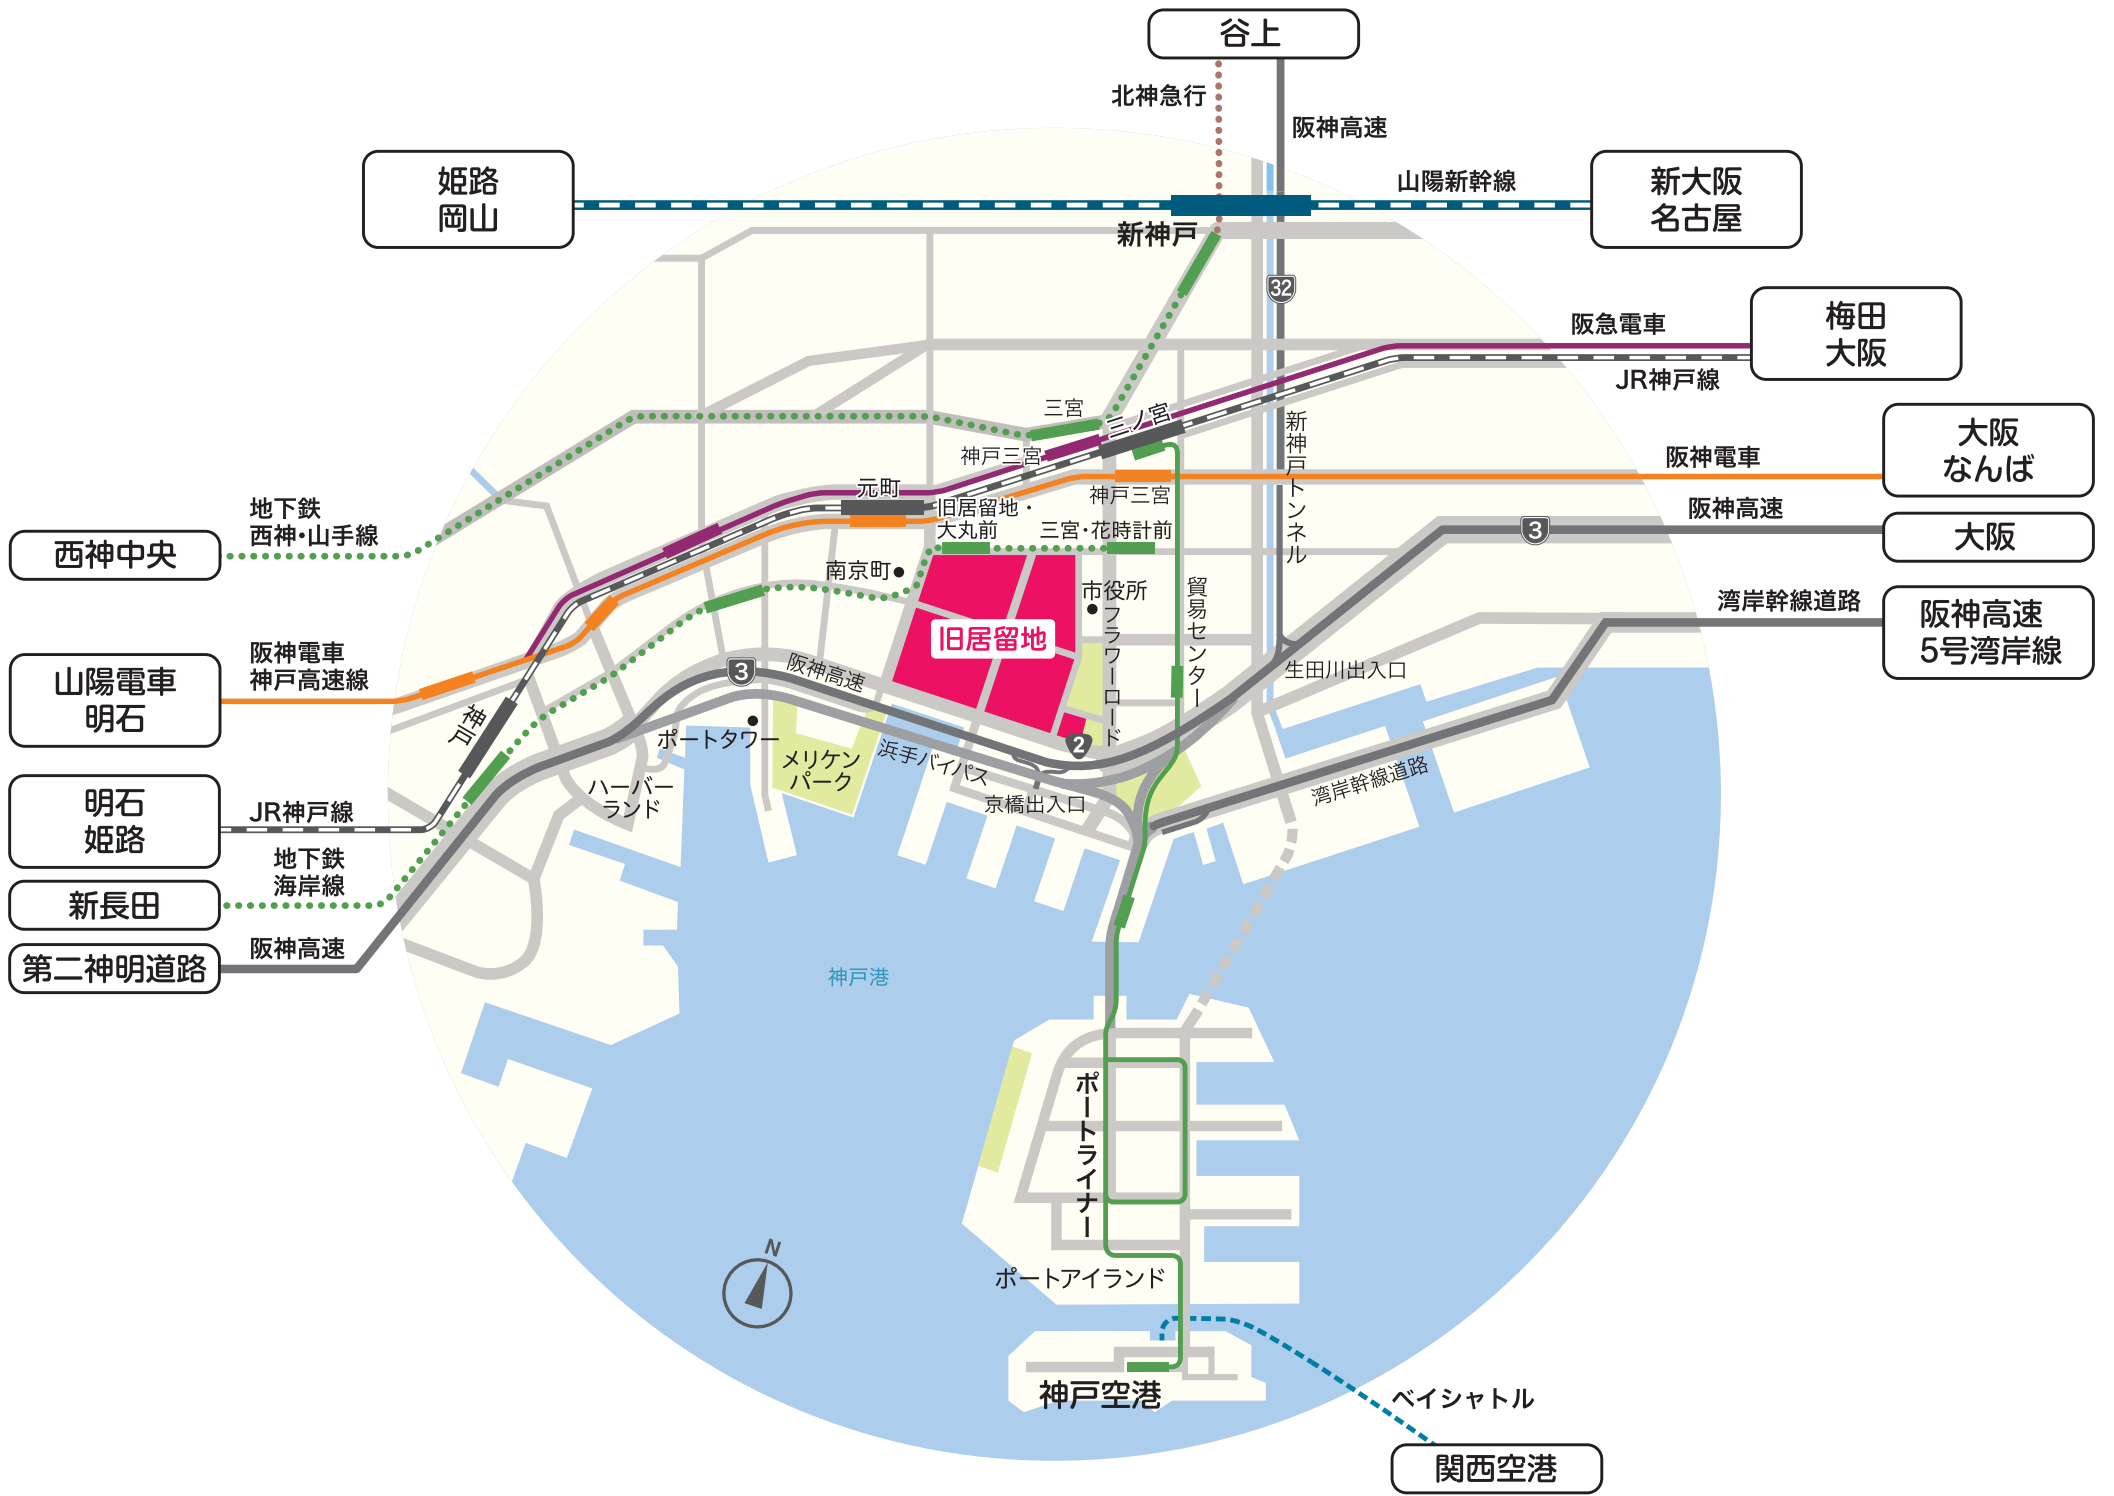 谷上
北神急行
阪神高速
姫路
岡山
山陽新幹線
新大阪
名古屋
新神戸
32
阪急電車
梅田
大阪
JR神戸線
三宮
三ノ宮
新神戸トンネル
神戸三宮
阪神電車
大阪
なんば
元町
神戸三宮
旧居留地・
大丸前
三宮・花時計前
阪神高速
3
大阪
地下鉄
西神・山手線
西神中央
南京町
市役所
フラワーロード
貿易センター
湾岸幹線道路
阪神高速
5号湾岸線
旧居留地
阪神電車
神戸高速線
山陽電車
明石
3
阪神高速
生田川出入口
神戸
ポートタワー
メリケン
パーク
浜手バイパス
2
京橋出入口
湾岸幹線道路
ハーバー
ランド
JR神戸線
明石
姫路
地下鉄
海岸線
新長田
阪神高速
第二神明道路
神戸港
ポートライナー
N
ポートアイランド
神戸空港
ベイシャトル
関西空港